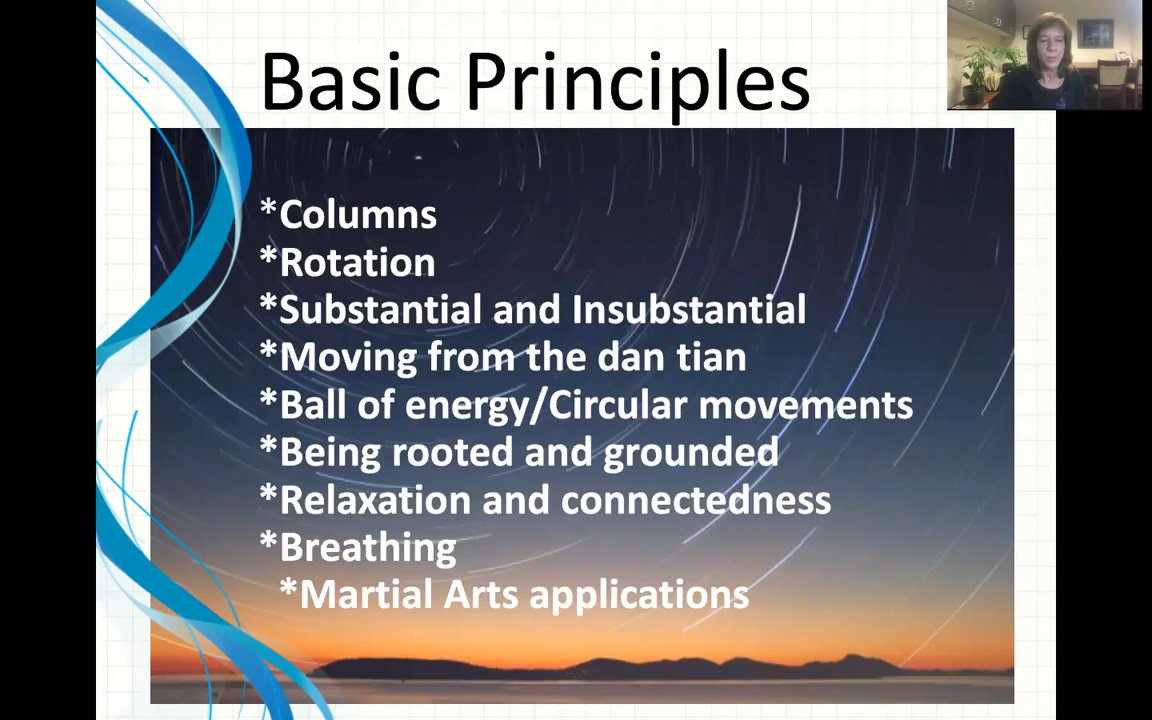 Basic Principles
*Columns
*Rotation
*Substantial and Insubstantial
*Moving from the dan tian
*Ball of energy/Circular movements
*Being rooted and grounded
*Relaxation and connectedness
*Breathing
*Martial Arts applications